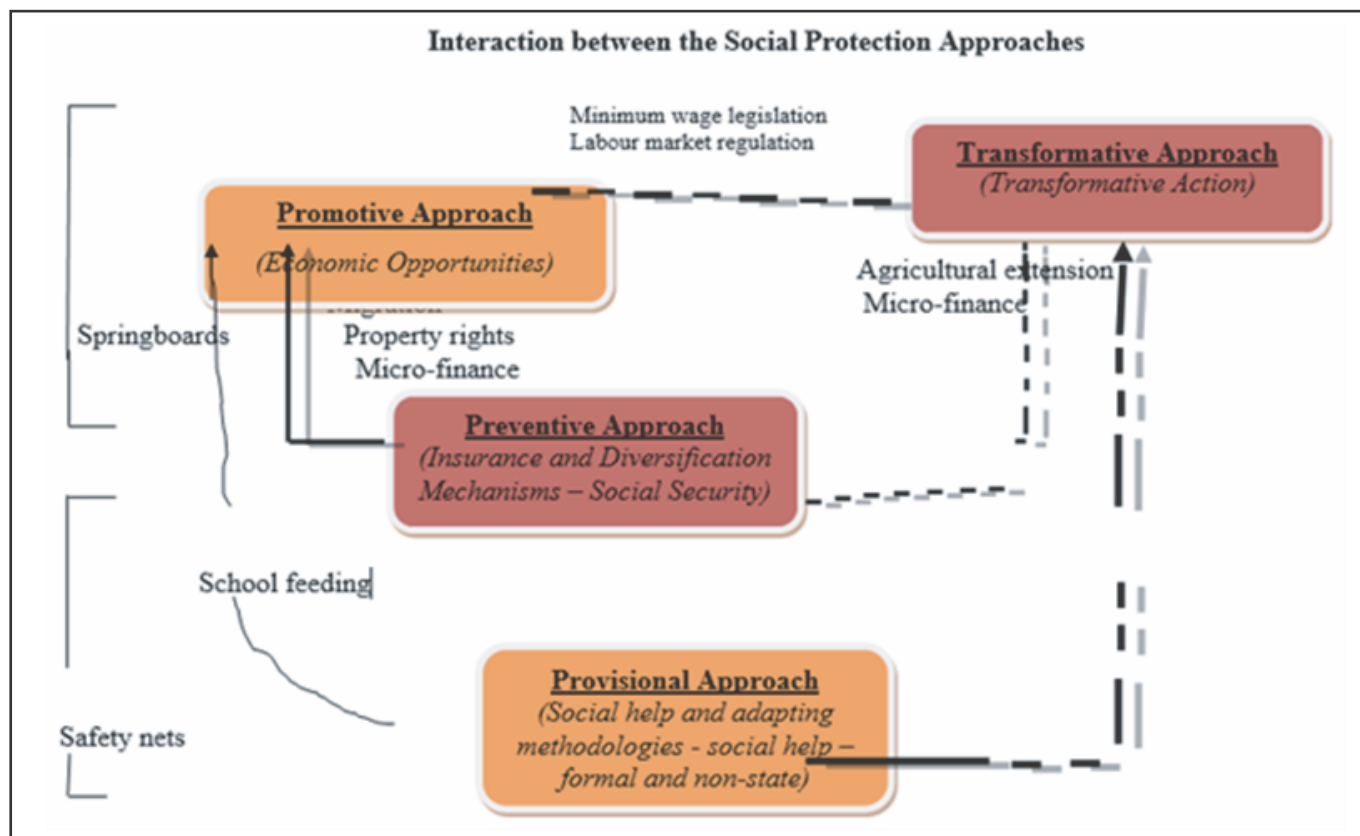 Interaction between the Social Protection Approaches
Minimum wage legislation
Labour market regulation
Transformative Approach
(Transformative Action)
Promotive Approach
(Economic Opportunities)
Agricultural extension
Micro-finance
Migration
Springboards
Property rights
Micro-finance
Preventive Approach
(Insurance and Diversification
Mechanisms – Social Security)
School feeding
Provisional Approach
(Social help and adapting
methodologies - social help –
formal and non-state)
Safety nets